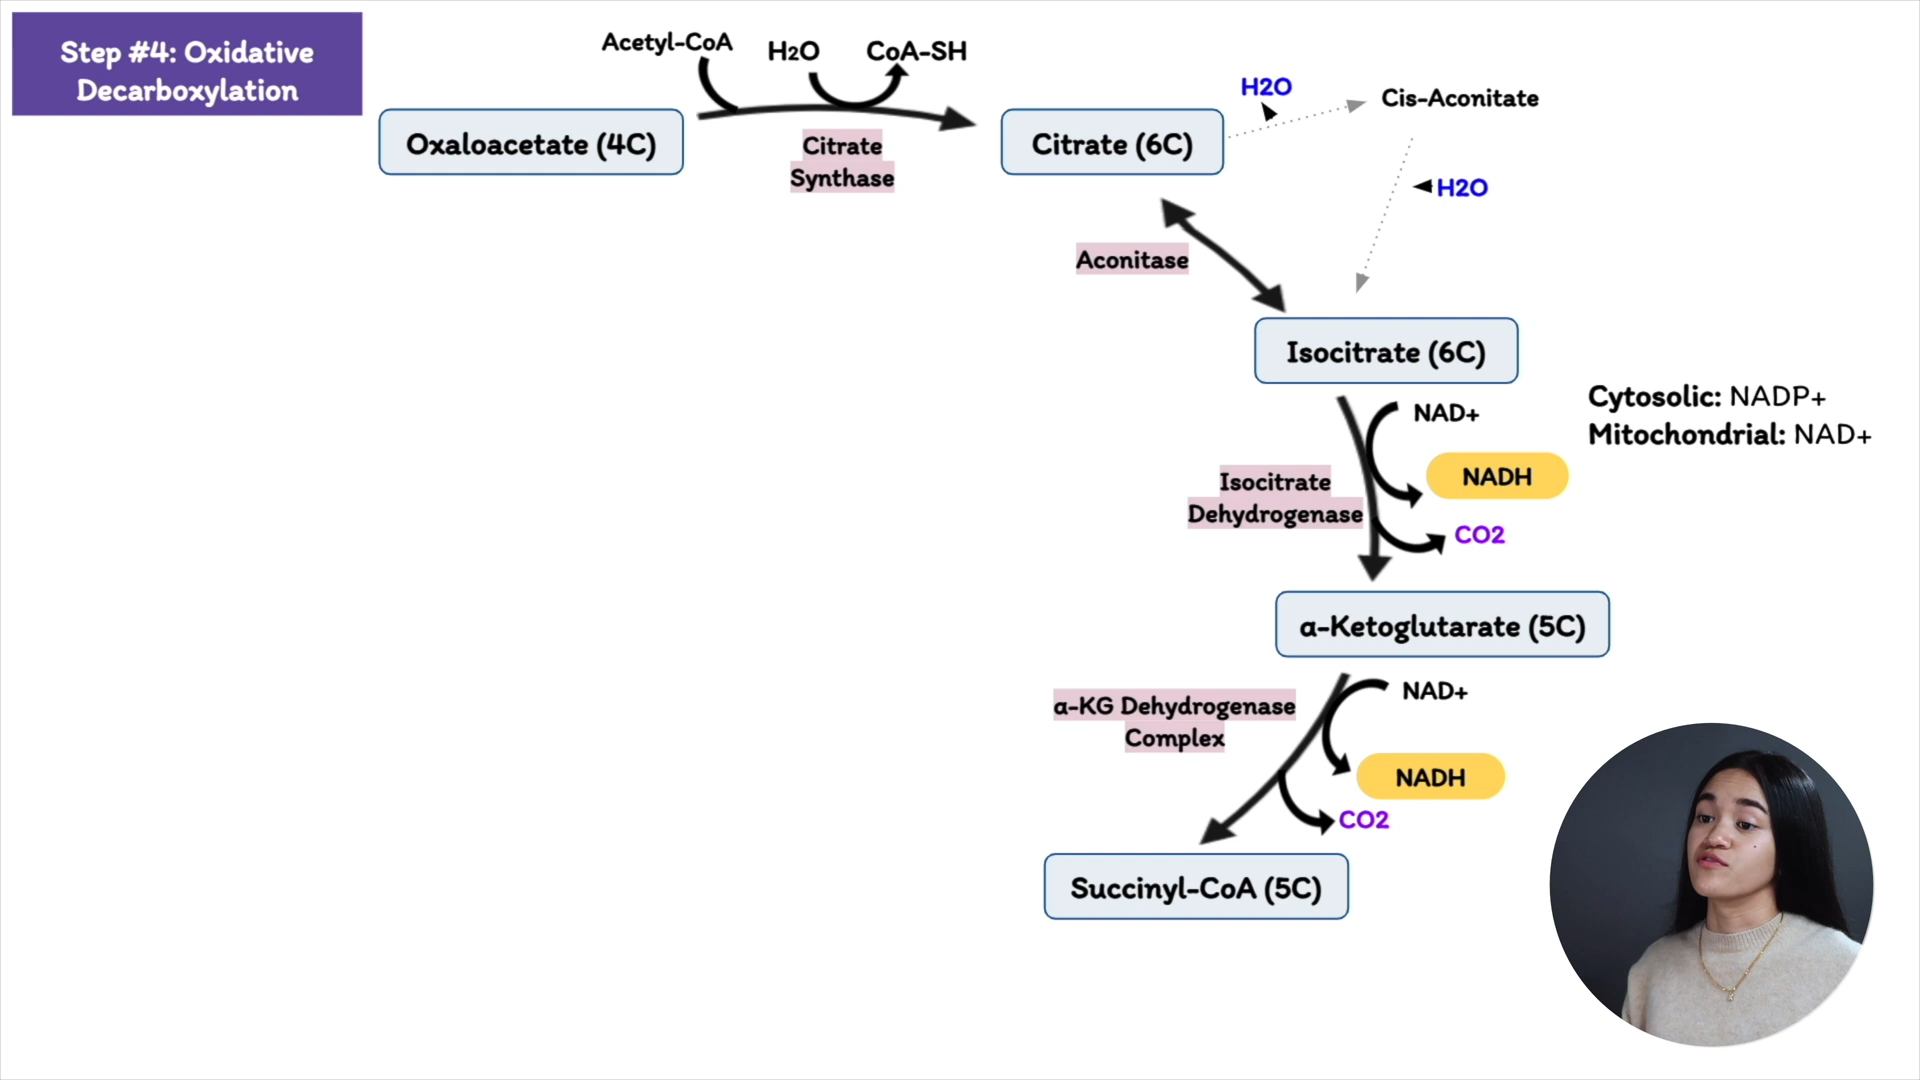 Step #4: Oxidative
Decarboxylation
Acetyl-CoA
H2O
CoA-SH
Oxaloacetate (4C)
Citrate
Synthase
Citrate (6C)
H2O
Cis-Aconitate
H2O
Aconitase
Isocitrate (6C)
NAD+
Cytosolic: NADP+
Mitochondrial: NAD+
NADH
Isocitrate
Dehydrogenase
CO2
α-Ketoglutarate (5C)
NAD+
α-KG Dehydrogenase
Complex
NADH
CO2
Succinyl-CoA (5C)